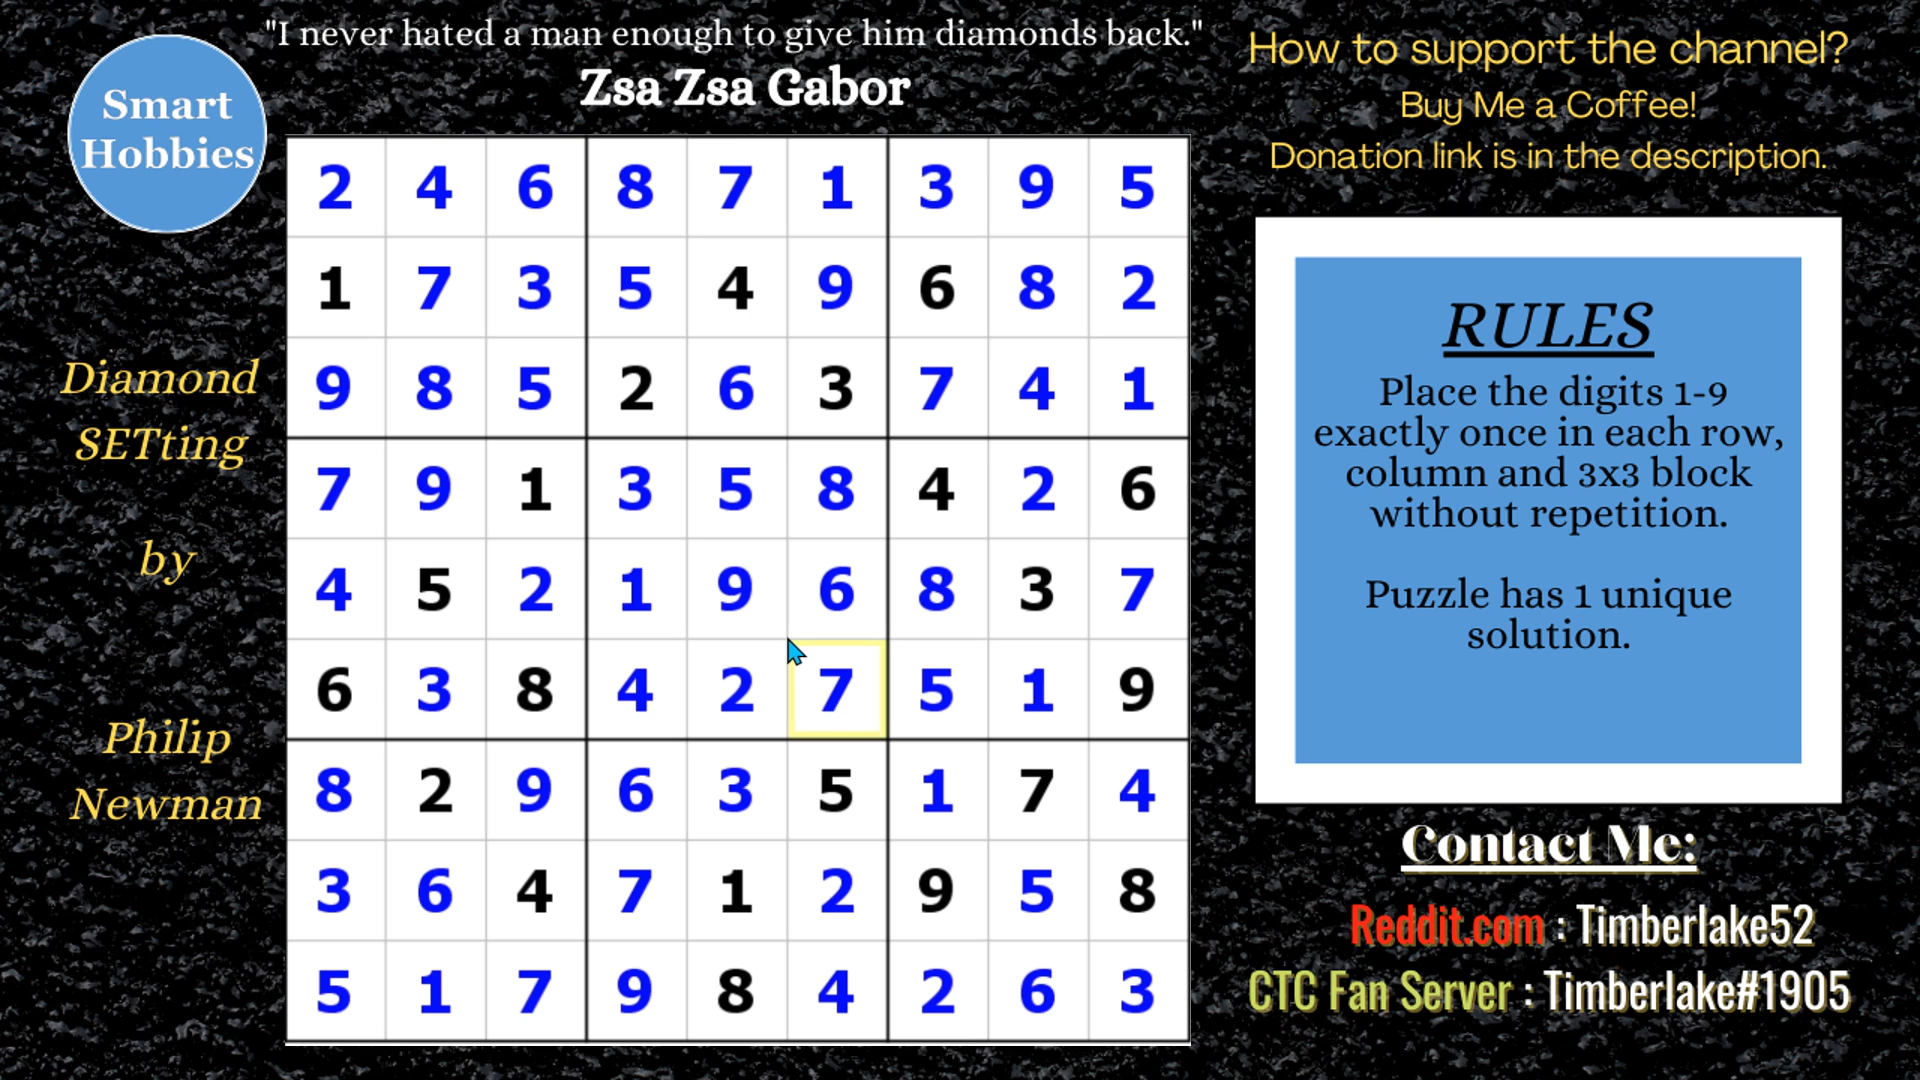 "I never hated a man enough to give him diamonds back."
Zsa Zsa Gabor
Smart
Hobbies
Diamond
SETting
by
Philip
Newman
2 4 6 8 7 1 3 9 5
1 7 3 5 4 9 6 8 2
9 8 5 2 6 3 7 4 1
7 9 1 3 5 8 4 2 6
4 5 2 1 9 6 8 3 7
6 3 8 4 2 7 5 1 9
8 2 9 6 3 5 1 7 4
3 6 4 7 1 2 9 5 8
5 1 7 9 8 4 2 6 3
How to support the channel?
Buy Me a Coffee!
Donation link is in the description.
RULES
Place the digits 1-9
exactly once in each row,
column and 3x3 block
without repetition.
Puzzle has 1 unique
solution.
Contact Me:
Reddit.com : Timberlake52
CTC Fan Server : Timberlake#1905